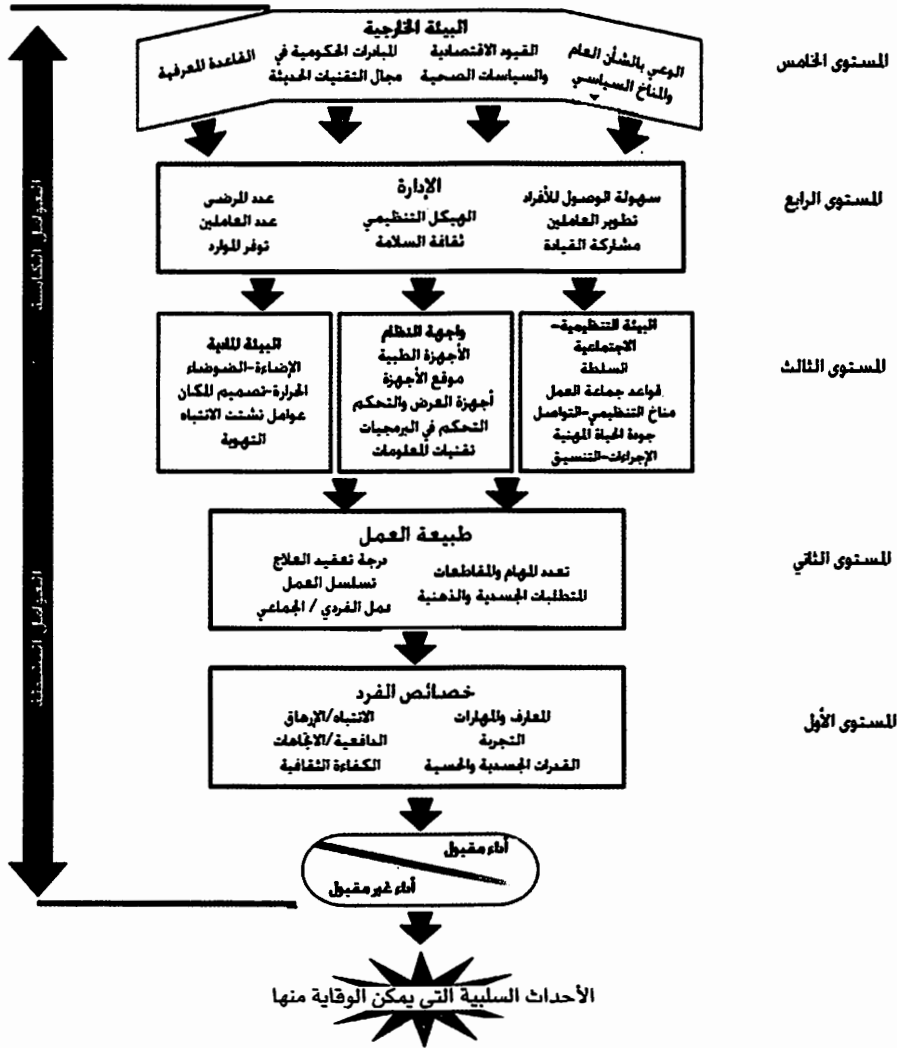 البيئة الخارجية
الوعي بالشأن العام
والمناخ السياسي
القيود الاقتصادية
والسياسات الصحية
المبادرات الحكومية في
مجال التقنيات الحديثة
القاعدة المعرفية
المستوى الخامس
الإدارة
سهولة الوصول للأفراد
تطوير العاملين
مشاركة القيادة
الهيكل التنظيمي
ثقافة السلامة
عدد المرضى
عدد العاملين
توفر الموارد
المستوى الرابع
البيئة التنظيمية-
الاجتماعية
السلطة
قواعد جماعة العمل
مناخ التنظيمي-التواصل
جودة الحياة المهنية
الإجراءات-التنسيق
واجهة النظام
الأجهزة الطبية
موقع الأجهزة
أجهزة العرض والتحكم
التحكم في البرمجيات
تقنيات المعلومات
البيئة المادية
الإضاءة-الضوضاء
الحرارة-تصميم المكان
عوامل تشتت الانتباه
التهوية
المستوى الثالث
طبيعة العمل
تعدد المهام والمقاطعات
المتطلبات الجسدية والذهنية
درجة تعقيد العلاج
تسلسل العمل
عمل الفردي / الجماعي
المستوى الثاني
خصائص الفرد
المعارف والمهارات
التجربة
القدرات الجسدية والحسية
الانتباه/الإرهاق
الدافعية/الاتجاهات
الكفاءة الثقافية
المستوى الأول
أداء مقبول
أداء غير مقبول
الأحداث السلبية التي يمكن الوقاية منها
العوامل الكامنة
العوامل